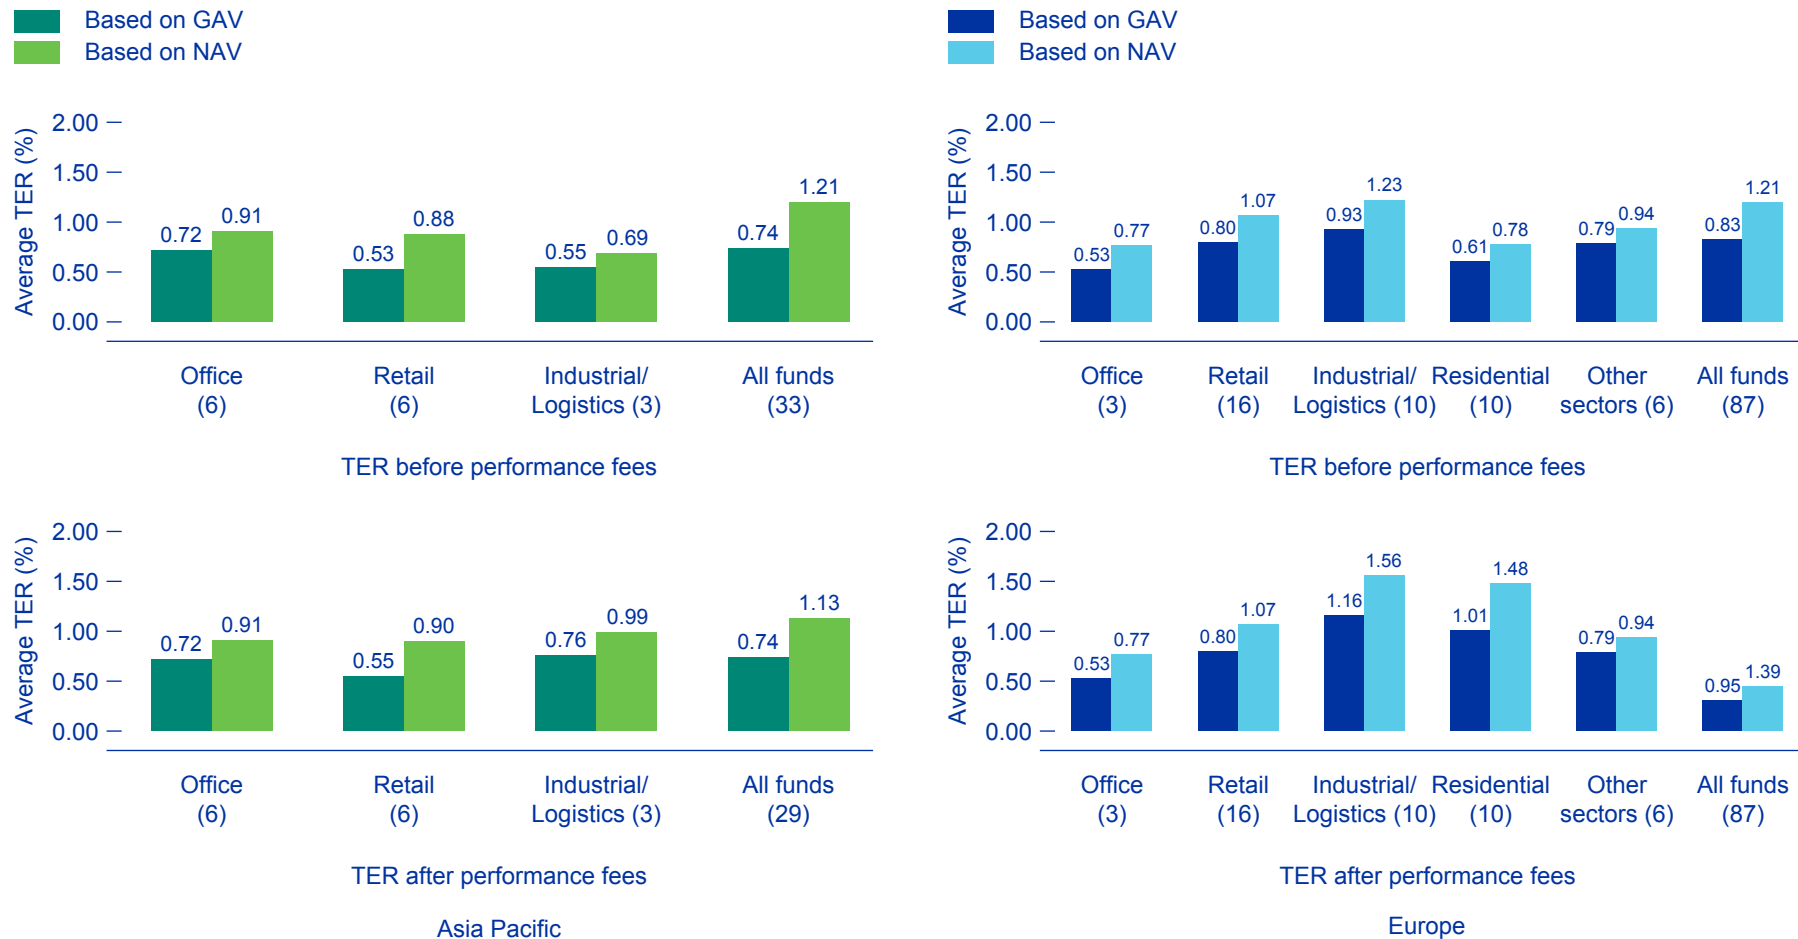 Based on GAV
Based on NAV
Average TER (%)
2.00
1.50
1.00
0.50
0.00
0.72
0.91
0.53
0.88
0.55
0.69
0.74
1.21
Office
(6)
Retail
(6)
Industrial/
Logistics (3)
All funds
(33)
TER before performance fees
Average TER (%)
2.00
1.50
1.00
0.50
0.00
0.72
0.91
0.55
0.90
0.76
0.99
0.74
1.13
Office
(6)
Retail
(6)
Industrial/
Logistics (3)
All funds
(29)
TER after performance fees
Asia Pacific
Based on GAV
Based on NAV
Average TER (%)
2.00
1.50
1.00
0.50
0.00
0.53
0.77
0.80
1.07
0.93
1.23
0.61
0.78
0.79
0.94
0.83
1.21
Office
(3)
Retail
(16)
Industrial/
Logistics (10)
Residential
(10)
Other
sectors (6)
All funds
(87)
TER before performance fees
Average TER (%)
2.00
1.50
1.00
0.50
0.00
0.53
0.77
0.80
1.07
1.16
1.56
1.01
1.48
0.79
0.94
0.95
1.39
Office
(3)
Retail
(16)
Industrial/
Logistics (10)
Residential
(10)
Other
sectors (6)
All funds
(87)
TER after performance fees
Europe